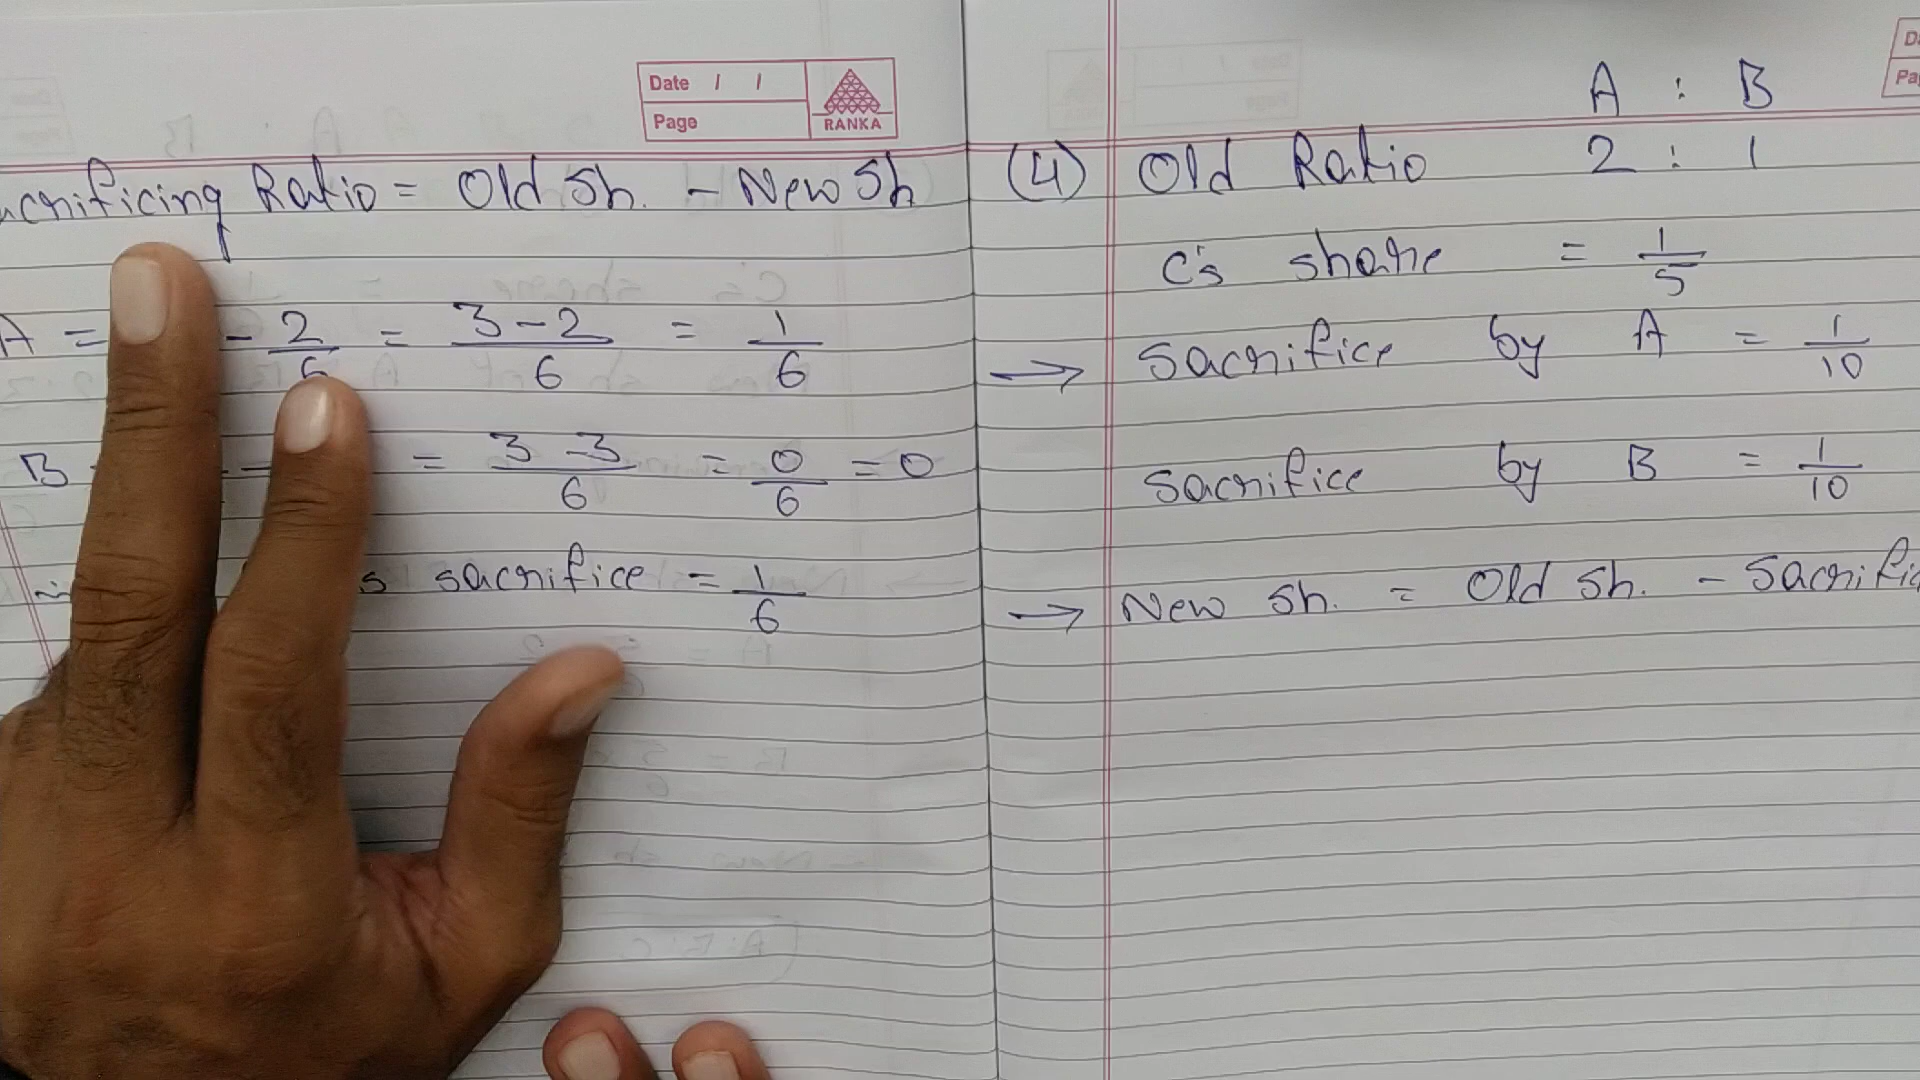 Date / /
Page
RANKA
Ratio = Old Sh. - New Sh
= - 2/6 = 3-2/6 = 1/6
B - = 3-3/6 = 0/6 = 0
sacrifice = 1/6
A : B
(4) Old Ratio 2 : 1
C's share = 1/5
→ Sacrifice by A = 1/10
Sacrifice by B = 1/10
→ New Sh. = Old Sh. -